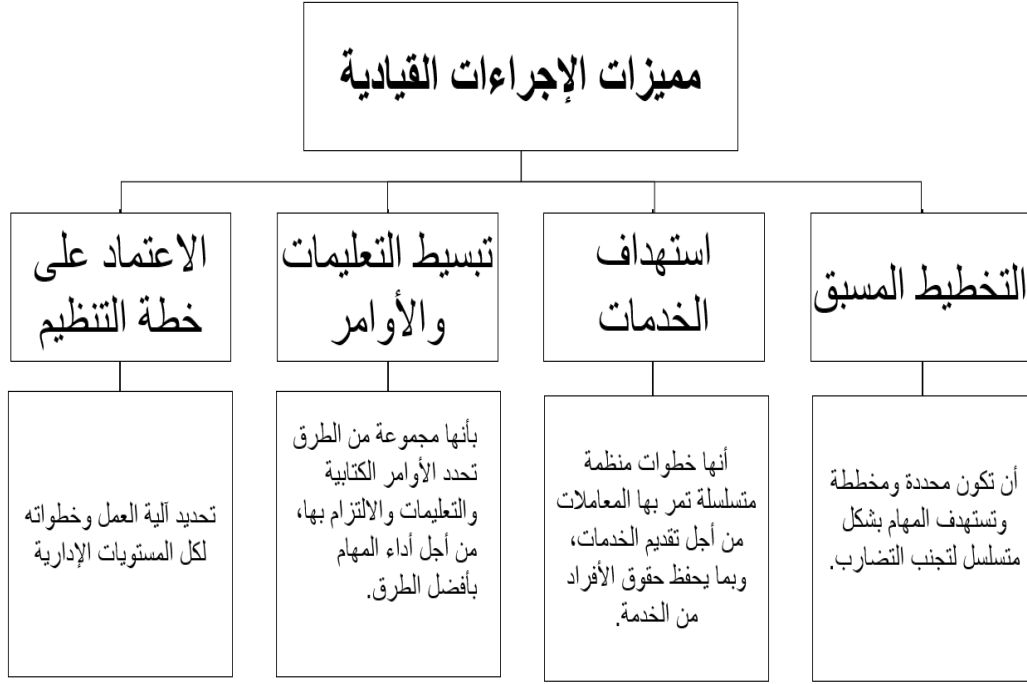 مميزات الإجراءات القيادية
التخطيط المسبق
أن تكون محددة ومخططة
وتستهدف المهام بشكل
متسلسل لتجنب التضارب.
استهداف
الخدمات
أنها خطوات منظمة
متسلسلة تمر بها المعاملات
من أجل تقديم الخدمات،
وبما يحفظ حقوق الأفراد
من الخدمة.
تبسيط التعليمات
والأوامر
بأنها مجموعة من الطرق
تحدد الأوامر الكتابية
والتعليمات والالتزام بها،
من أجل أداء المهام
بأفضل الطرق.
الاعتماد على
خطة التنظيم
تحديد آلية العمل وخطواته
لكل المستويات الإدارية